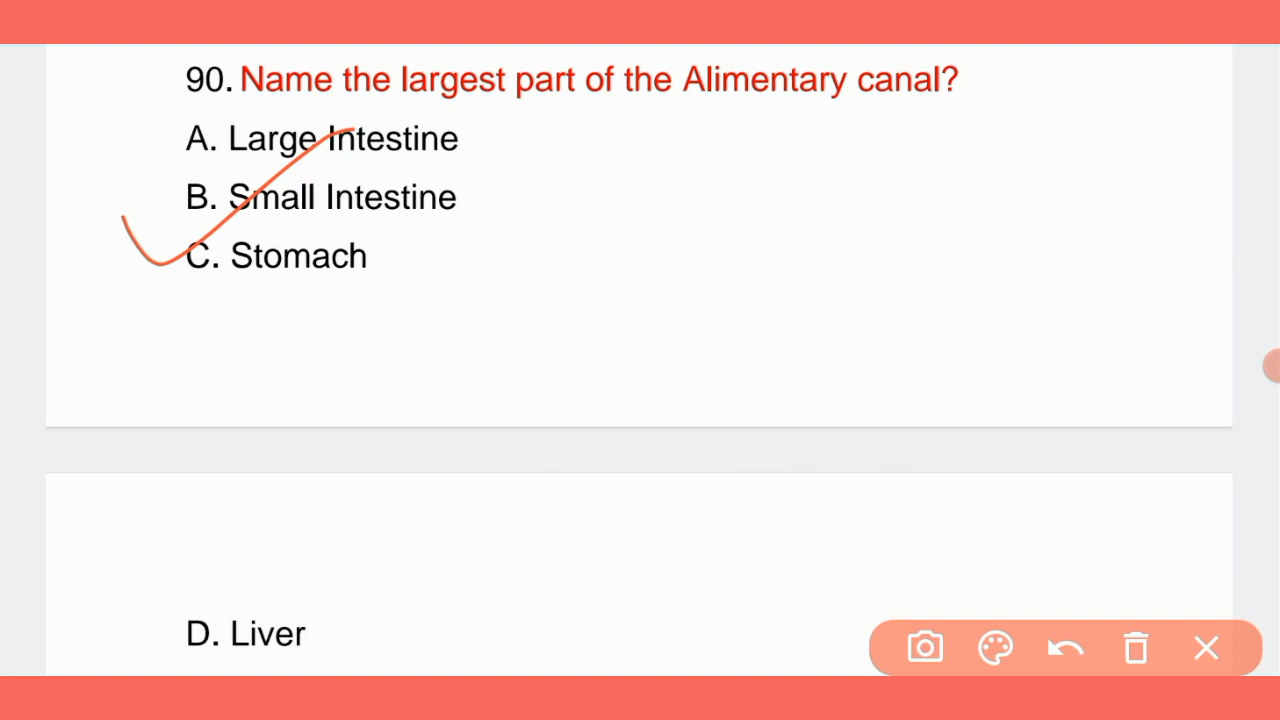 90. Name the largest part of the Alimentary canal?
A. Large Intestine
B. Small Intestine
C. Stomach
D. Liver